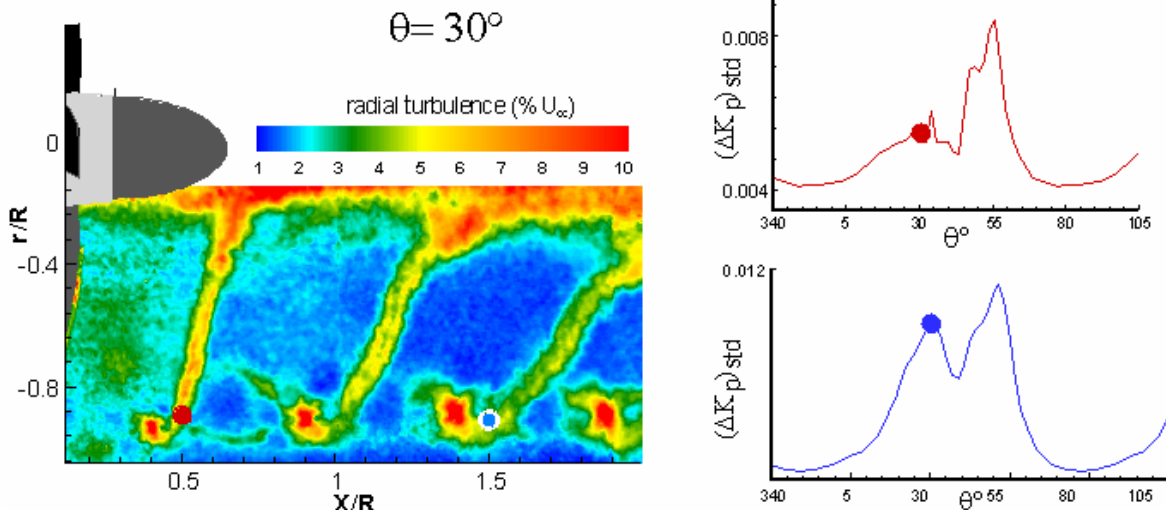 θ= 30°
radial turbulence (% U∞)
1 2 3 4 5 6 7 8 9 10
0
-0.4
-0.8
r/R
0.5 1 1.5
X/R
0.008
0.004
(ΔK p) std
340 5 30 55 80 105
θ°
0.012
(ΔK p) std
340 5 30 55 80 105
θ°